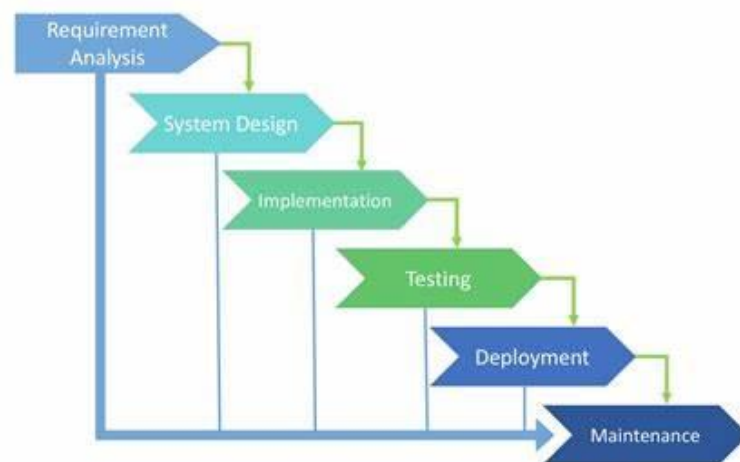 Requirement
Analysis
System Design
Implementation
Testing
Deployment
Maintenance